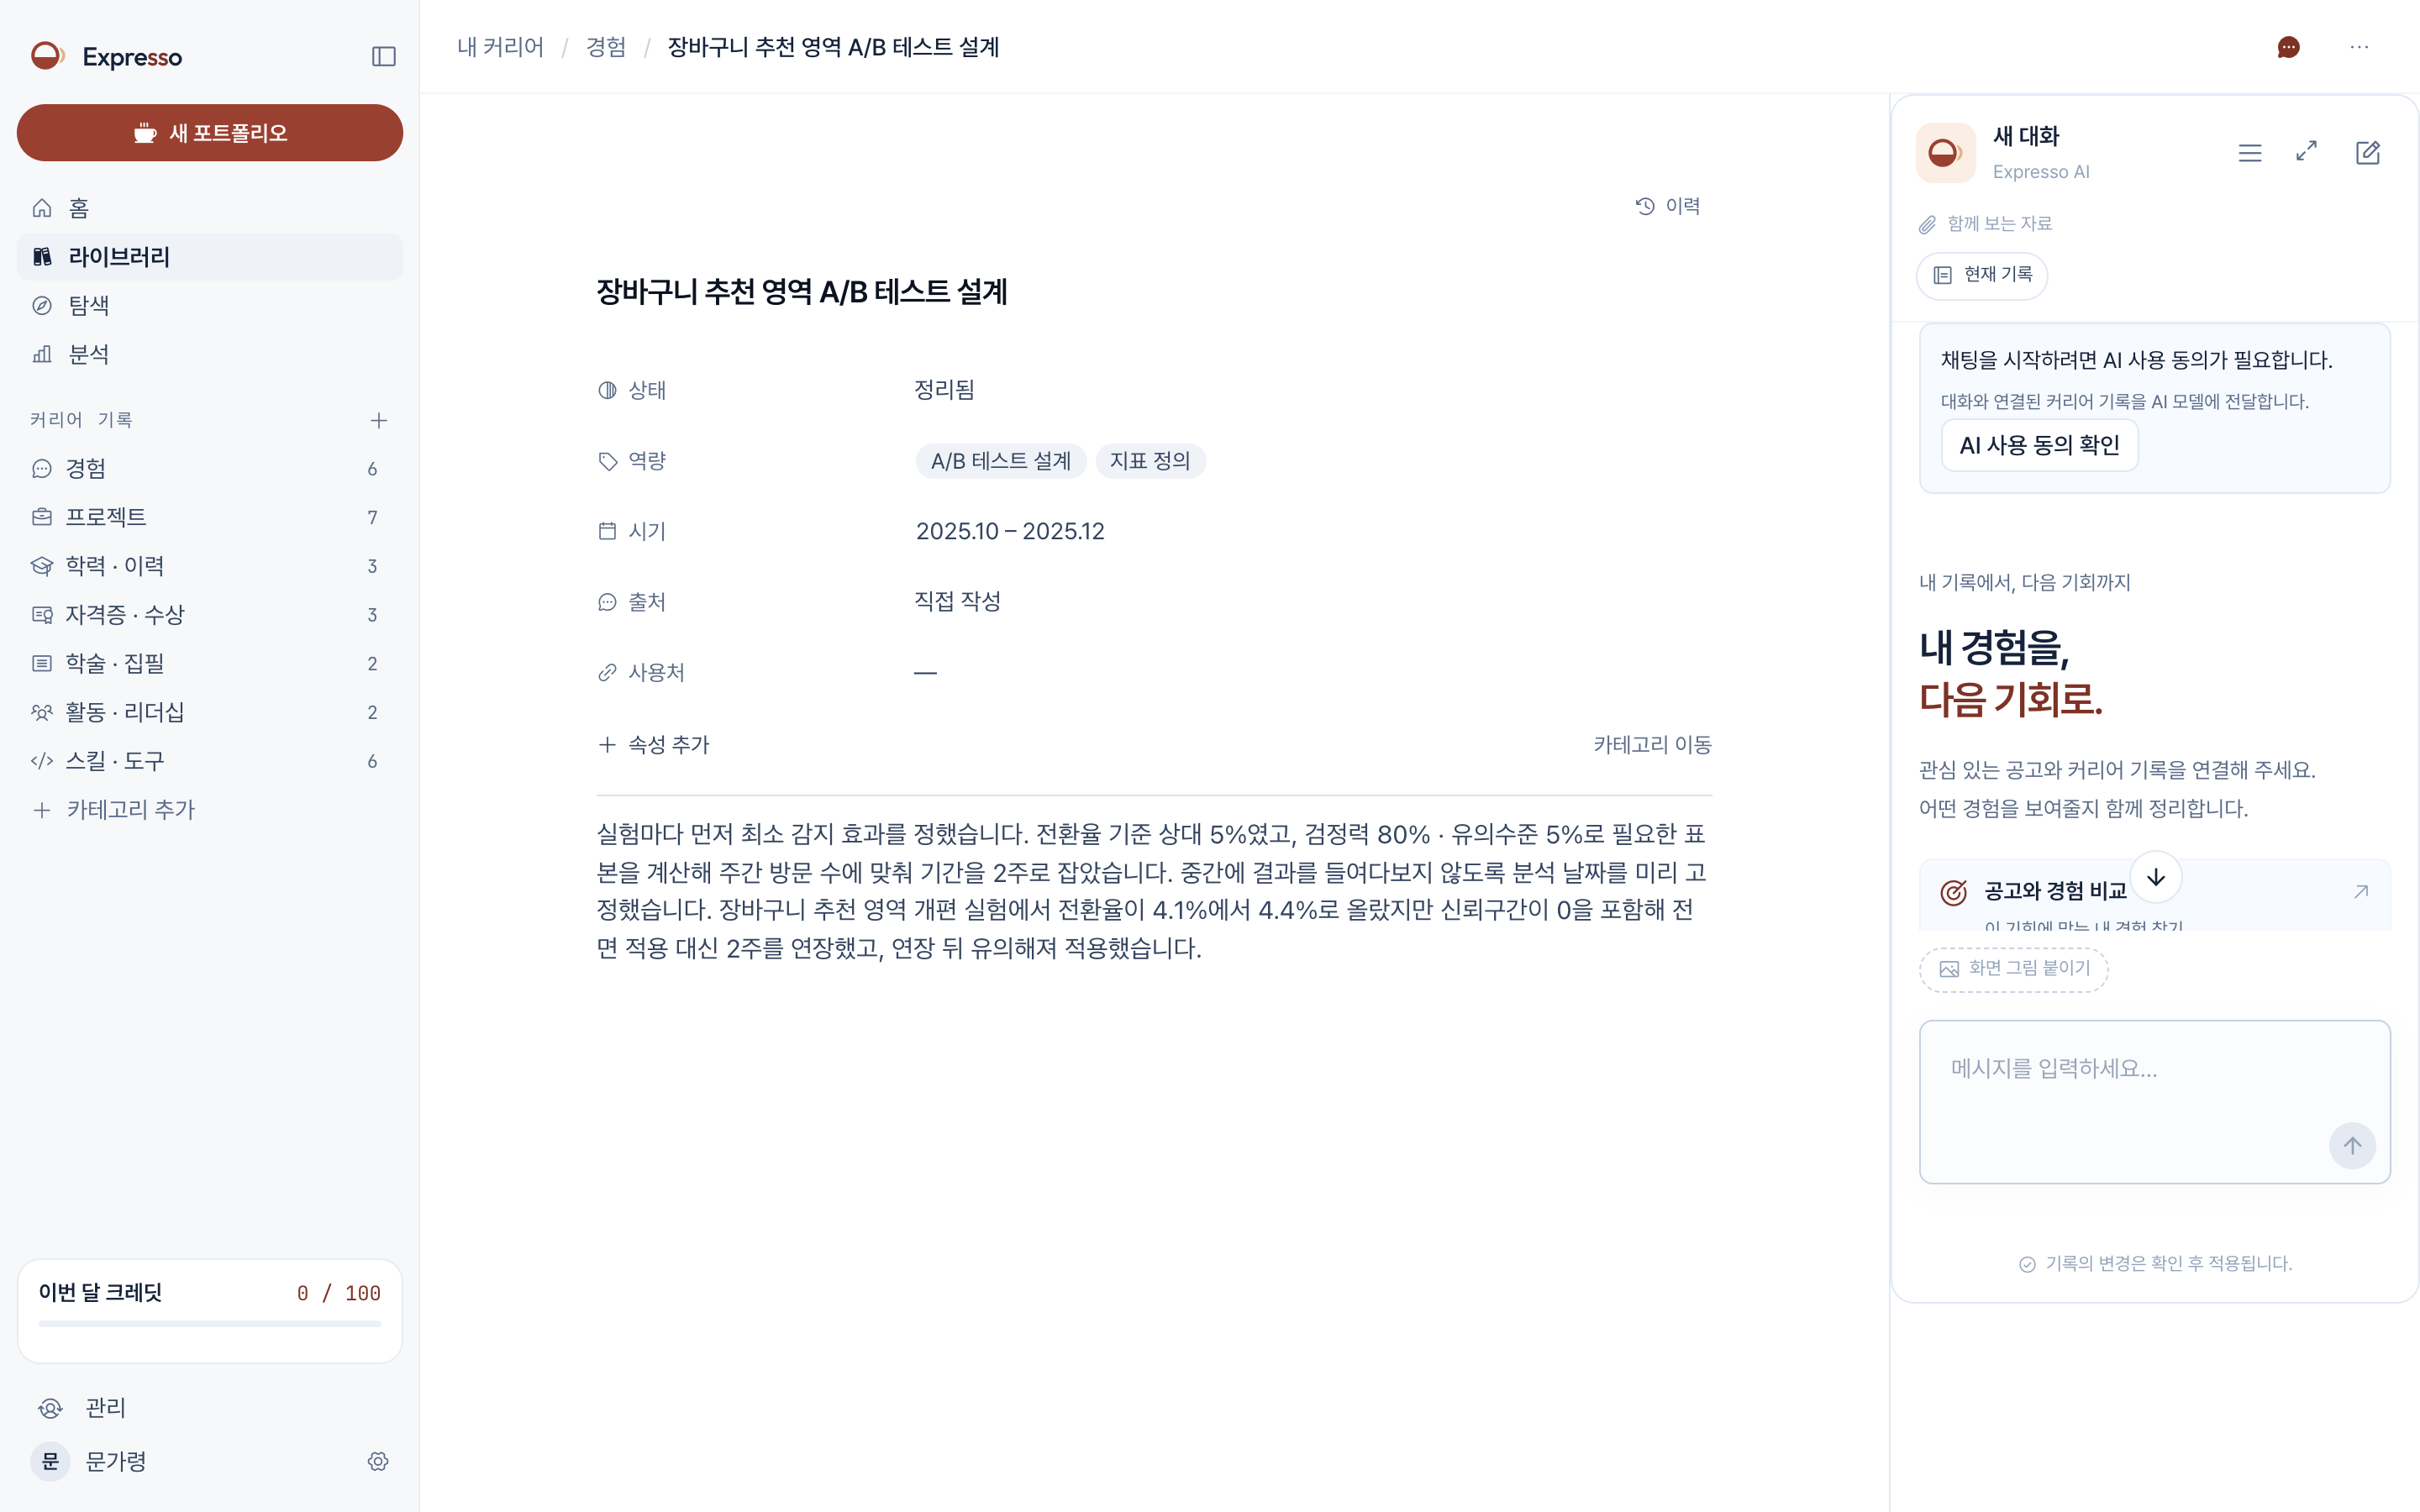 Expresso
새 포트폴리오
홈
라이브러리
탐색
분석
커리어 기록
경험 6
프로젝트 7
학력 · 이력 3
자격증 · 수상 3
학술 · 집필 2
활동 · 리더십 2
스킬 · 도구 6
카테고리 추가
이번 달 크레딧 0 / 100
관리
문 문가령
내 커리어 / 경험 / 장바구니 추천 영역 A/B 테스트 설계
이력
장바구니 추천 영역 A/B 테스트 설계
상태 정리됨
역량 A/B 테스트 설계 지표 정의
시기 2025.10 – 2025.12
출처 직접 작성
사용처 —
속성 추가 카테고리 이동
실험마다 먼저 최소 감지 효과를 정했습니다. 전환율 기준 상대 5%였고, 검정력 80% · 유의수준 5%로 필요한 표
본을 계산해 주간 방문 수에 맞춰 기간을 2주로 잡았습니다. 중간에 결과를 들여다보지 않도록 분석 날짜를 미리 고
정했습니다. 장바구니 추천 영역 개편 실험에서 전환율이 4.1%에서 4.4%로 올랐지만 신뢰구간이 0을 포함해 전
면 적용 대신 2주를 연장했고, 연장 뒤 유의해져 적용했습니다.
새 대화
Expresso AI
함께 보는 자료
현재 기록
채팅을 시작하려면 AI 사용 동의가 필요합니다.
대화와 연결된 커리어 기록을 AI 모델에 전달합니다.
AI 사용 동의 확인
내 기록에서, 다음 기회까지
내 경험을,
다음 기회로.
관심 있는 공고와 커리어 기록을 연결해 주세요.
어떤 경험을 보여줄지 함께 정리합니다.
공고와 경험 비교
이 기회에 맞는 내 경험 찾기
화면 그림 붙이기
메시지를 입력하세요...
기록의 변경은 확인 후 적용됩니다.